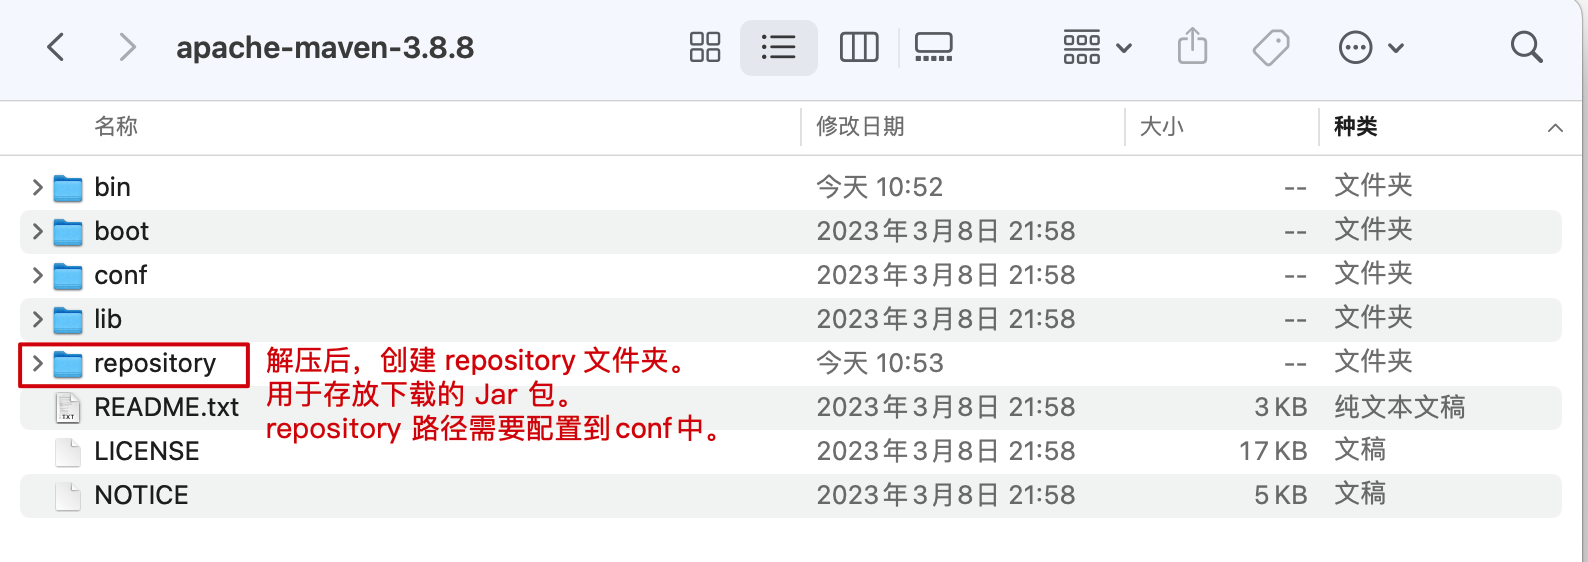 apache-maven-3.8.8
名称 修改日期 大小 种类
bin 今天 10:52 -- 文件夹
boot 2023年3月8日 21:58 -- 文件夹
conf 2023年3月8日 21:58 -- 文件夹
lib 2023年3月8日 21:58 -- 文件夹
repository 今天 10:53 -- 文件夹
解压后，创建 repository 文件夹。
用于存放下载的 Jar 包。
repository 路径需要配置到conf中。
README.txt 2023年3月8日 21:58 3 KB 纯文本文稿
LICENSE 2023年3月8日 21:58 17 KB 文稿
NOTICE 2023年3月8日 21:58 5 KB 文稿
.TXT